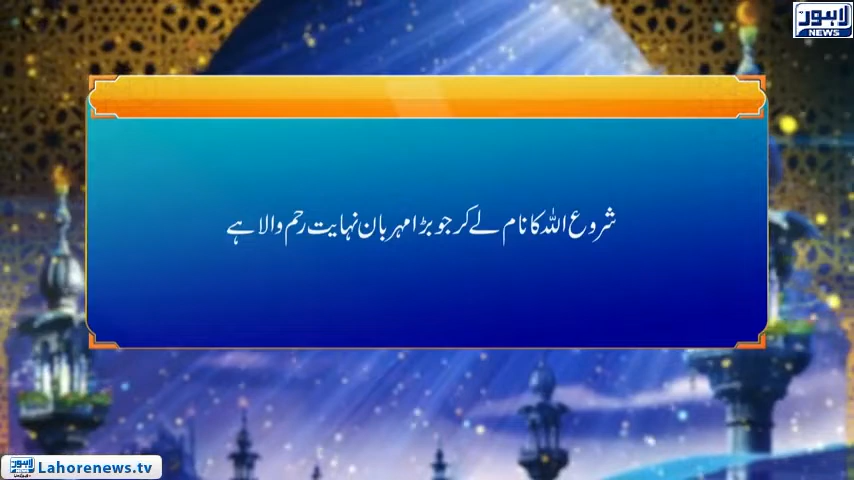 لاہور
NEWS
شروع اللہ کا نام لے کر جو بڑا مہربان نہایت رحم والا ہے
لاہور
Lahorenews.tv